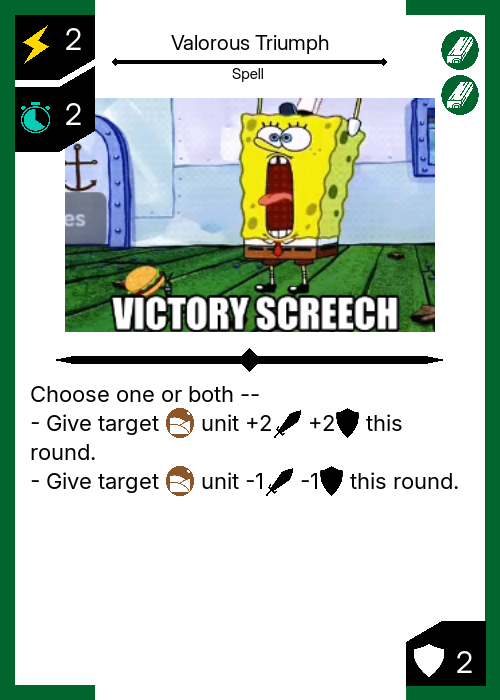 2
Valorous Triumph
Spell
2
es
VICTORY SCREECH
Choose one or both --
- Give target unit +2 +2 this
round.
- Give target unit -1 -1 this round.
2